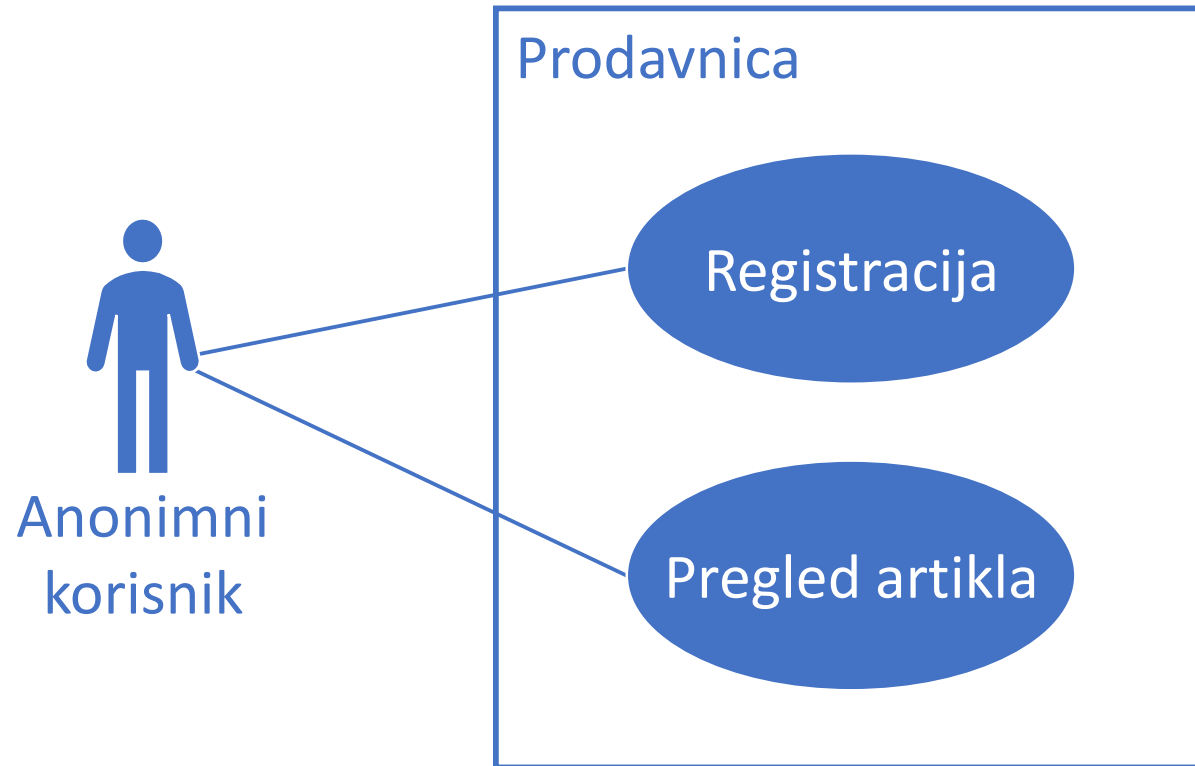 Prodavnica
Registracija
Anonimni
korisnik
Pregled artikla